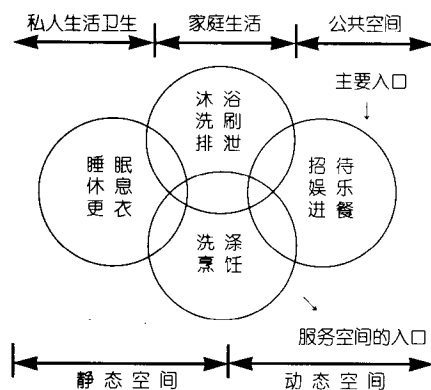 私人生活卫生 家庭生活 公共空间
主要入口
沐浴
洗刷
排泄
睡眠
休息
更衣
招待
娱乐
进餐
洗涤
烹饪
服务空间的入口
静态空间 动态空间